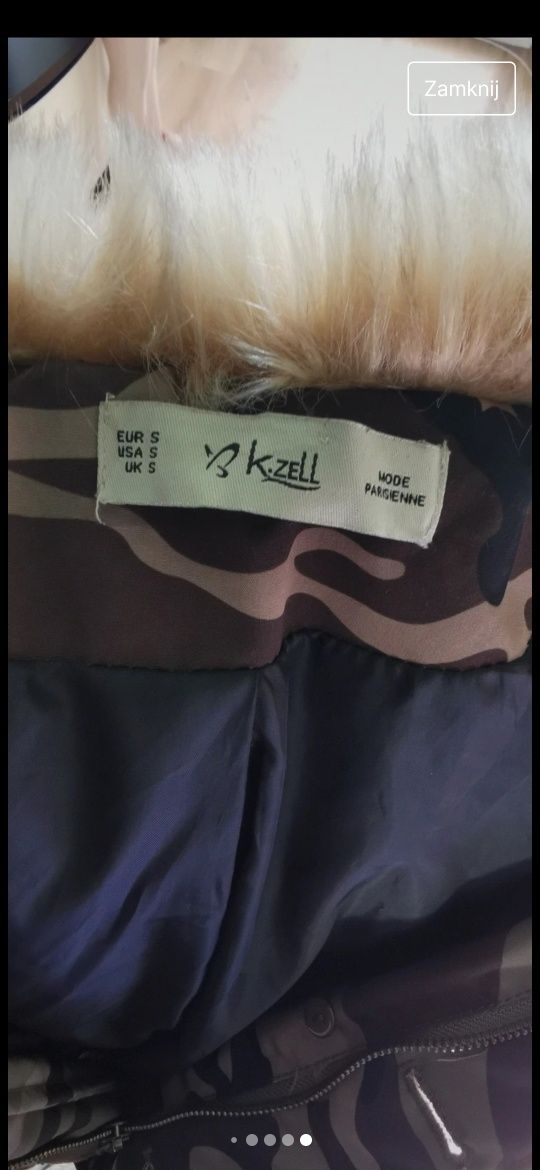 Zamknij
EUR S
USA S
UK S
K.ZELL
MODE
PARISIENNE